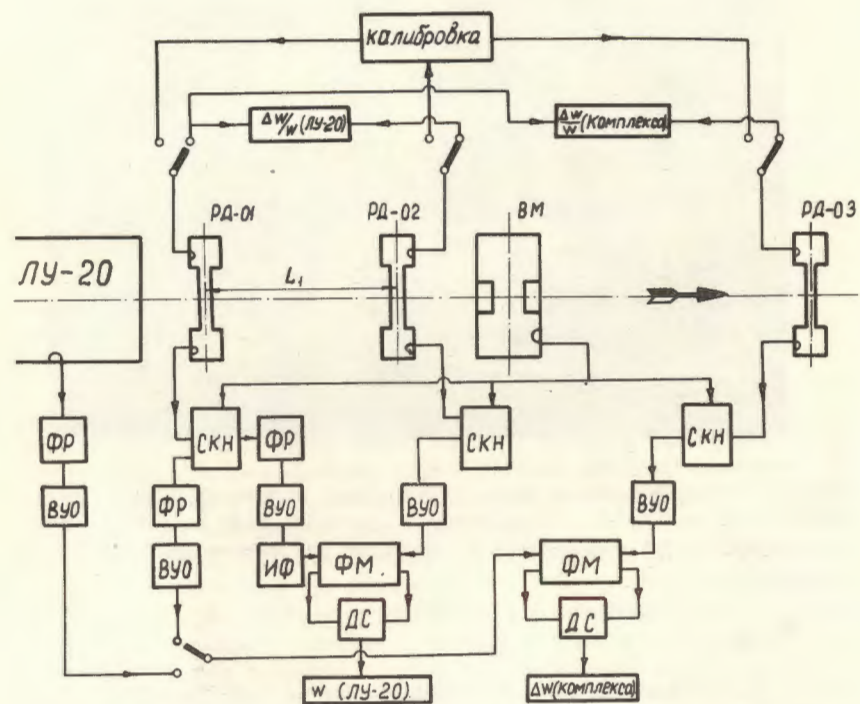 калибровка
ΔW/W (ЛУ-20)
ΔW/W (комплекса)
РД-01
РД-02
ВМ
РД-03
ЛУ-20
L1
ФР
СКН
ФР
СКН
СКН
ВУО
ФР
ВУО
ВУО
ВУО
ВУО
ИФ
ФМ.
ФМ
ДС
ДС
W (ЛУ-20).
ΔW(комплекса)